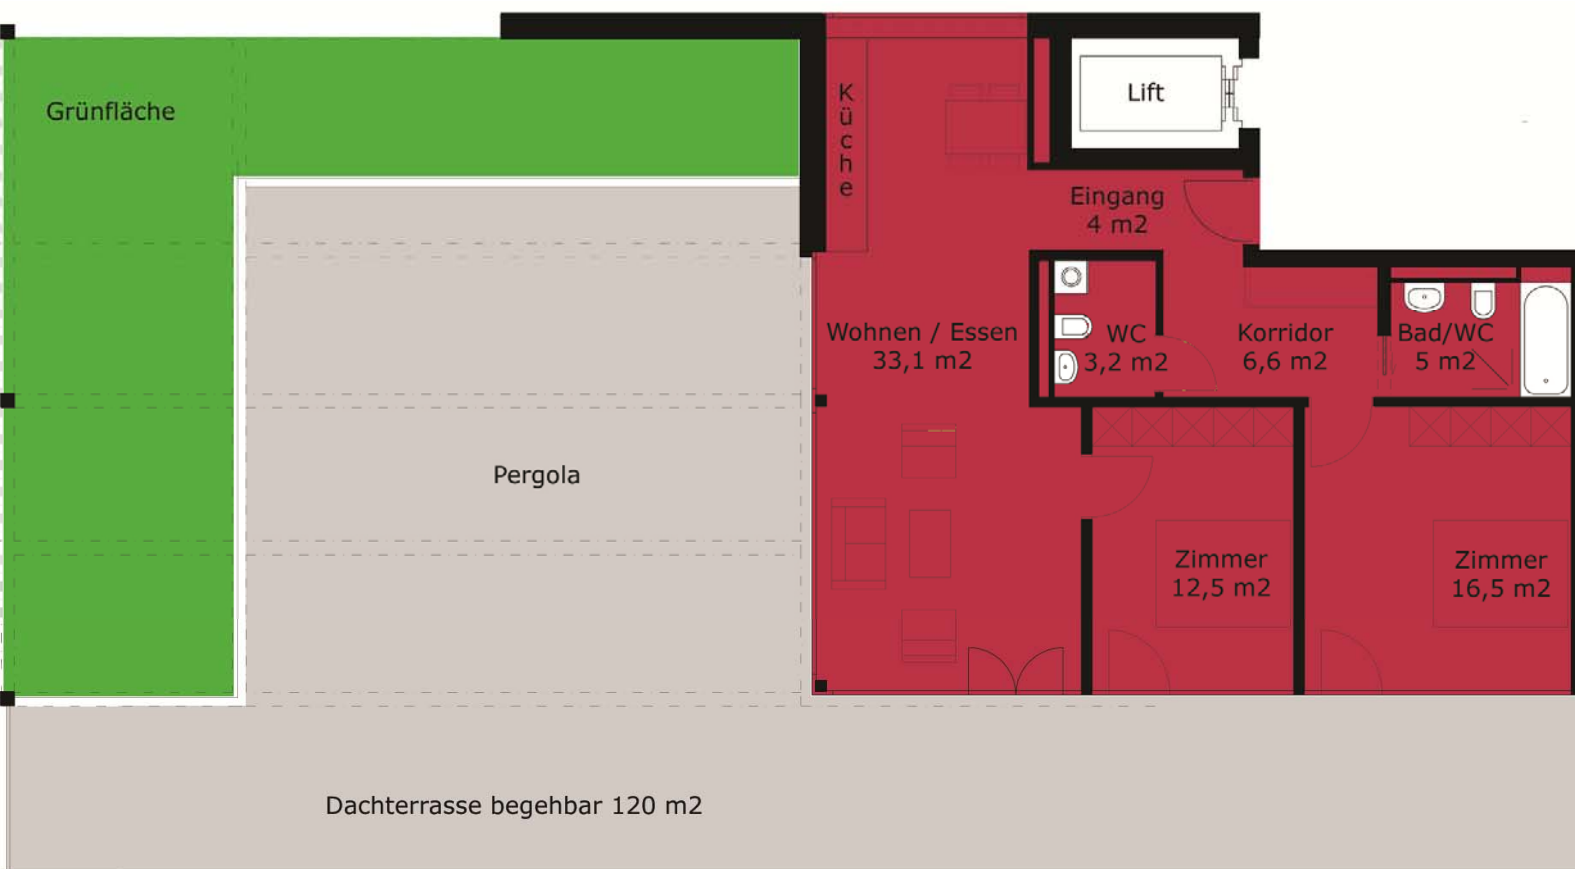 Grünfläche
Küche
Lift
Eingang
4 m2
Wohnen / Essen
33,1 m2
WC
3,2 m2
Korridor
6,6 m2
Bad/WC
5 m2
Pergola
Zimmer
12,5 m2
Zimmer
16,5 m2
Dachterrasse begehbar 120 m2